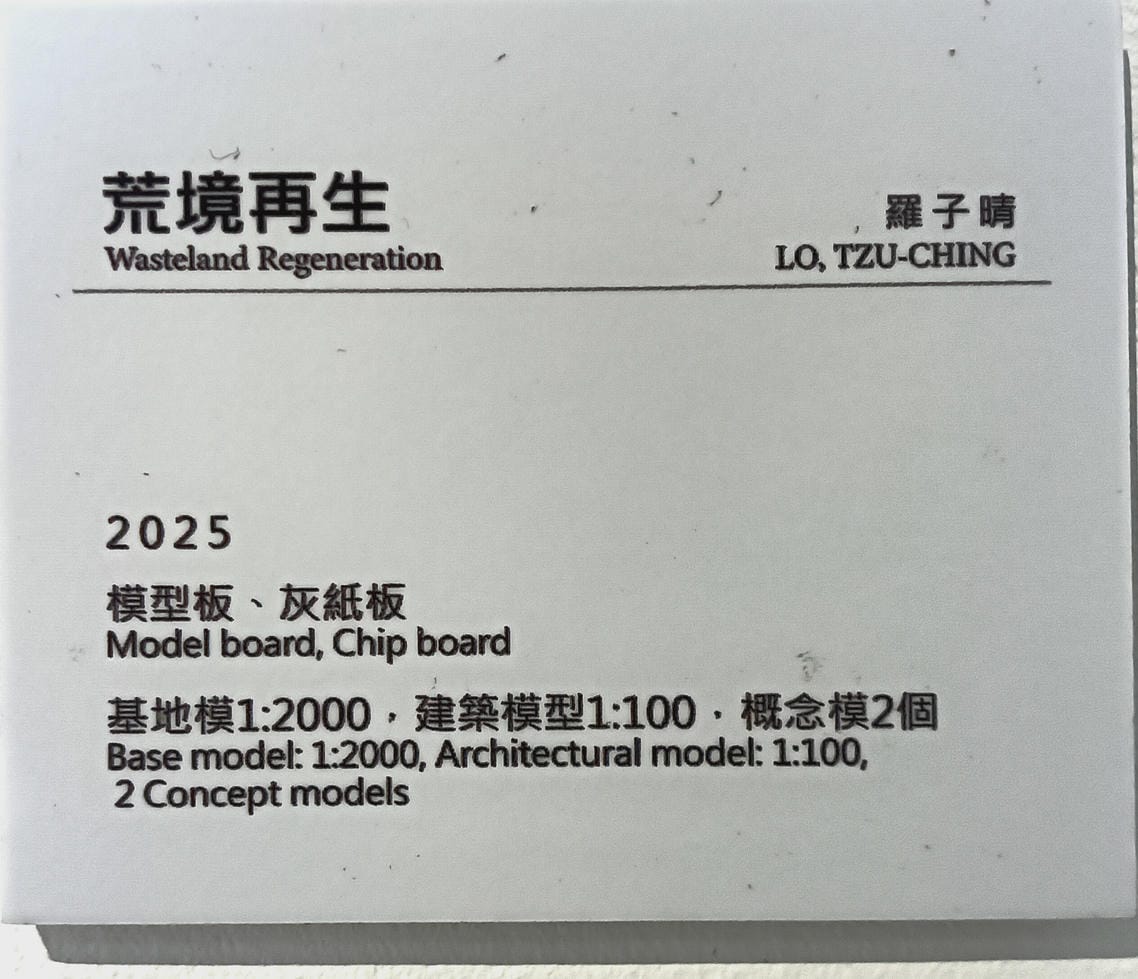 荒境再生
Wasteland Regeneration
羅子晴
LO, TZU-CHING
2025
模型板、灰紙板
Model board, Chip board
基地模1:2000，建築模型1:100，概念模2個
Base model: 1:2000, Architectural model: 1:100,
2 Concept models